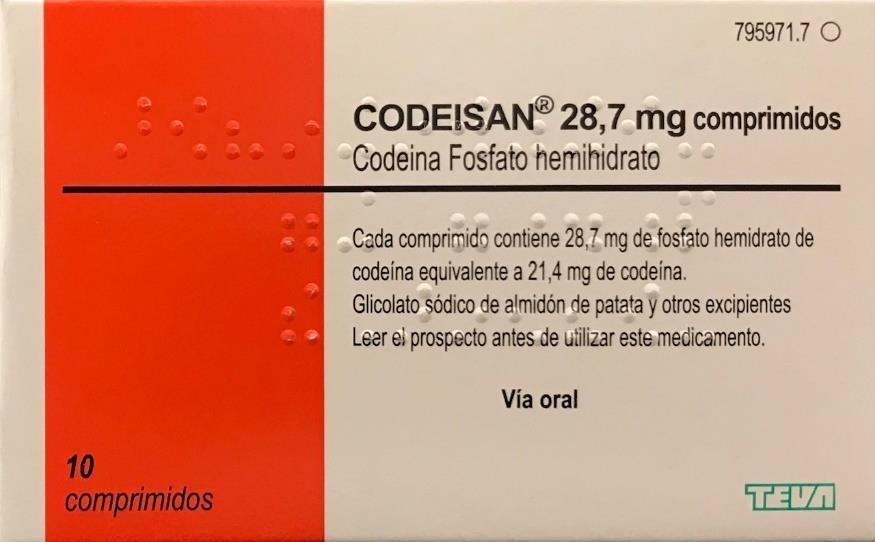 795971.7
CODEISAN® 28,7 mg comprimidos
Codeina Fosfato hemihidrato
Cada comprimido contiene 28,7 mg de fosfato hemidrato de
codeína equivalente a 21,4 mg de codeína.
Glicolato sódico de almidón de patata y otros excipientes
Leer el prospecto antes de utilizar este medicamento.
Vía oral
10
comprimidos
TEVA